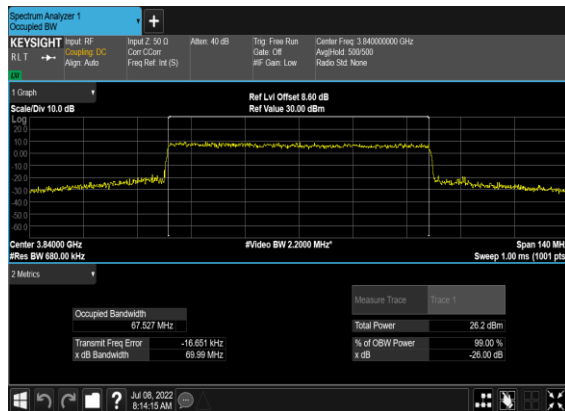 Spectrum Analyzer 1
Occupied BW
+
KEYSIGHT Input: RF Input Z: 50 Ω Atten: 40 dB Trig: Free Run Center Freq: 3.840000000 GHz
R L T Coupling: DC Corr CCorr Gate: Off Avg|Hold: 500/500
Align: Auto Freq Ref: Int (S) #IF Gain: Low Radio Std: None
LW
1 Graph
Ref Lvl Offset 8.60 dB
Scale/Div 10.0 dB Ref Value 30.00 dBm
Log
20.0
10.0
0.00
-10.0
-20.0
-30.0
-40.0
-50.0
-60.0
Center 3.84000 GHz #Video BW 2.2000 MHz* Span 140 MH
#Res BW 680.00 kHz Sweep 1.00 ms (1001 pts
2 Metrics
Measure Trace Trace 1
Occupied Bandwidth
67.527 MHz
Total Power 26.2 dBm
Transmit Freq Error -16.651 kHz % of OBW Power 99.00 %
x dB Bandwidth 69.99 MHz x dB -26.00 dB
? Jul 08, 2022
8:14:15 AM